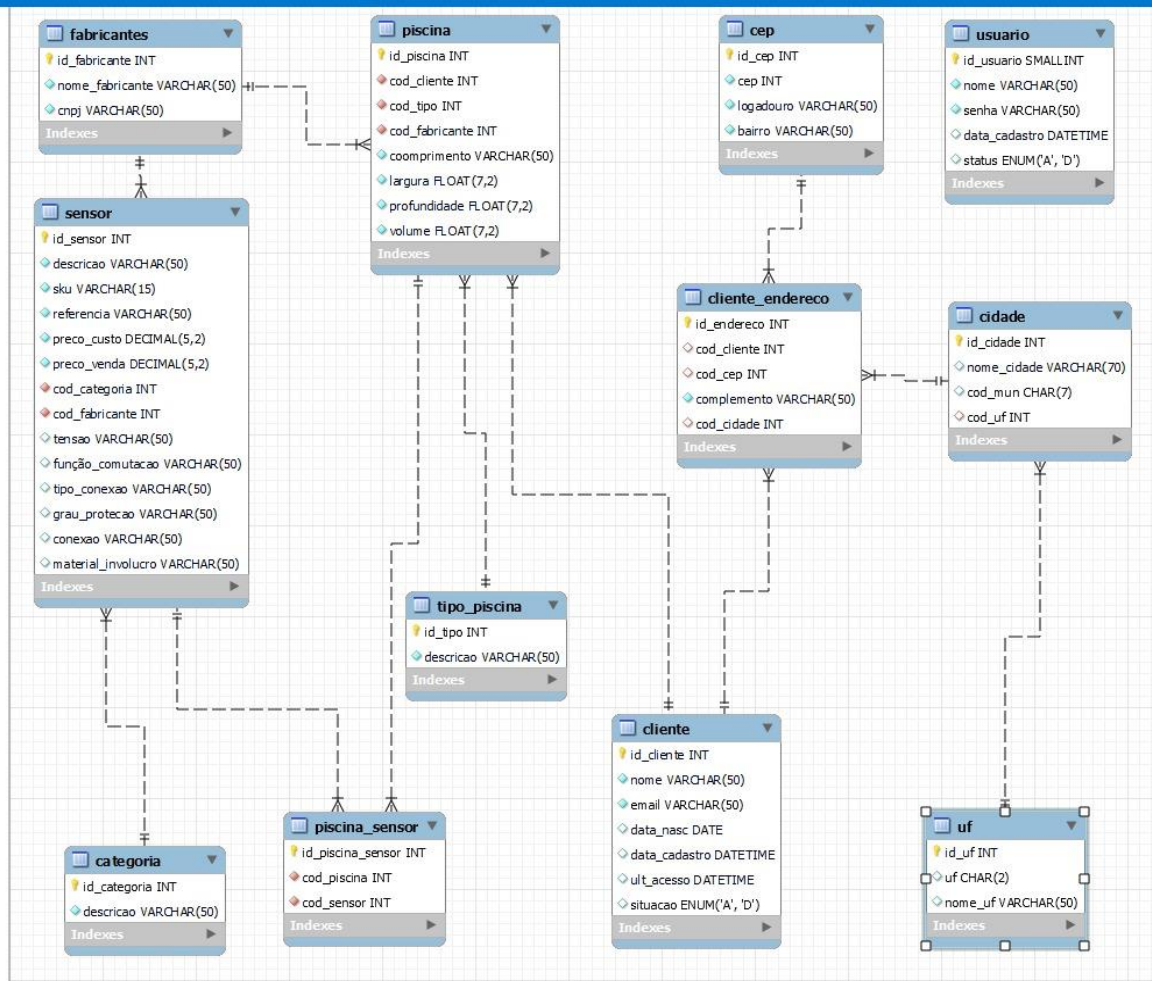 fabricantes
id_fabricante INT
nome_fabricante VARCHAR(50)
cnpj VARCHAR(50)
Indexes
piscina
id_piscina INT
cod_cliente INT
cod_tipo INT
cod_fabricante INT
coomprimento VARCHAR(50)
largura FLOAT(7,2)
profundidade FLOAT(7,2)
volume FLOAT(7,2)
Indexes
cep
id_cep INT
cep INT
logadouro VARCHAR(50)
bairro VARCHAR(50)
Indexes
usuario
id_usuario SMALLINT
nome VARCHAR(50)
senha VARCHAR(50)
data_cadastro DATETIME
status ENUM('A', 'D')
Indexes
sensor
id_sensor INT
descricao VARCHAR(50)
sku VARCHAR(15)
referencia VARCHAR(50)
preco_custo DECIMAL(5,2)
preco_venda DECIMAL(5,2)
cod_categoria INT
cod_fabricante INT
tensao VARCHAR(50)
função_comutacao VARCHAR(50)
tipo_conexao VARCHAR(50)
grau_protecao VARCHAR(50)
conexao VARCHAR(50)
material_involucro VARCHAR(50)
Indexes
cliente_endereco
id_endereco INT
cod_cliente INT
cod_cep INT
complemento VARCHAR(50)
cod_cidade INT
Indexes
cidade
id_cidade INT
nome_cidade VARCHAR(70)
cod_mun CHAR(7)
cod_uf INT
Indexes
tipo_piscina
id_tipo INT
descricao VARCHAR(50)
Indexes
cliente
id_cliente INT
nome VARCHAR(50)
email VARCHAR(50)
data_nasc DATE
data_cadastro DATETIME
ult_acesso DATETIME
situacao ENUM('A', 'D')
Indexes
categoria
id_categoria INT
descricao VARCHAR(50)
Indexes
piscina_sensor
id_piscina_sensor INT
cod_piscina INT
cod_sensor INT
Indexes
uf
id_uf INT
uf CHAR(2)
nome_uf VARCHAR(50)
Indexes